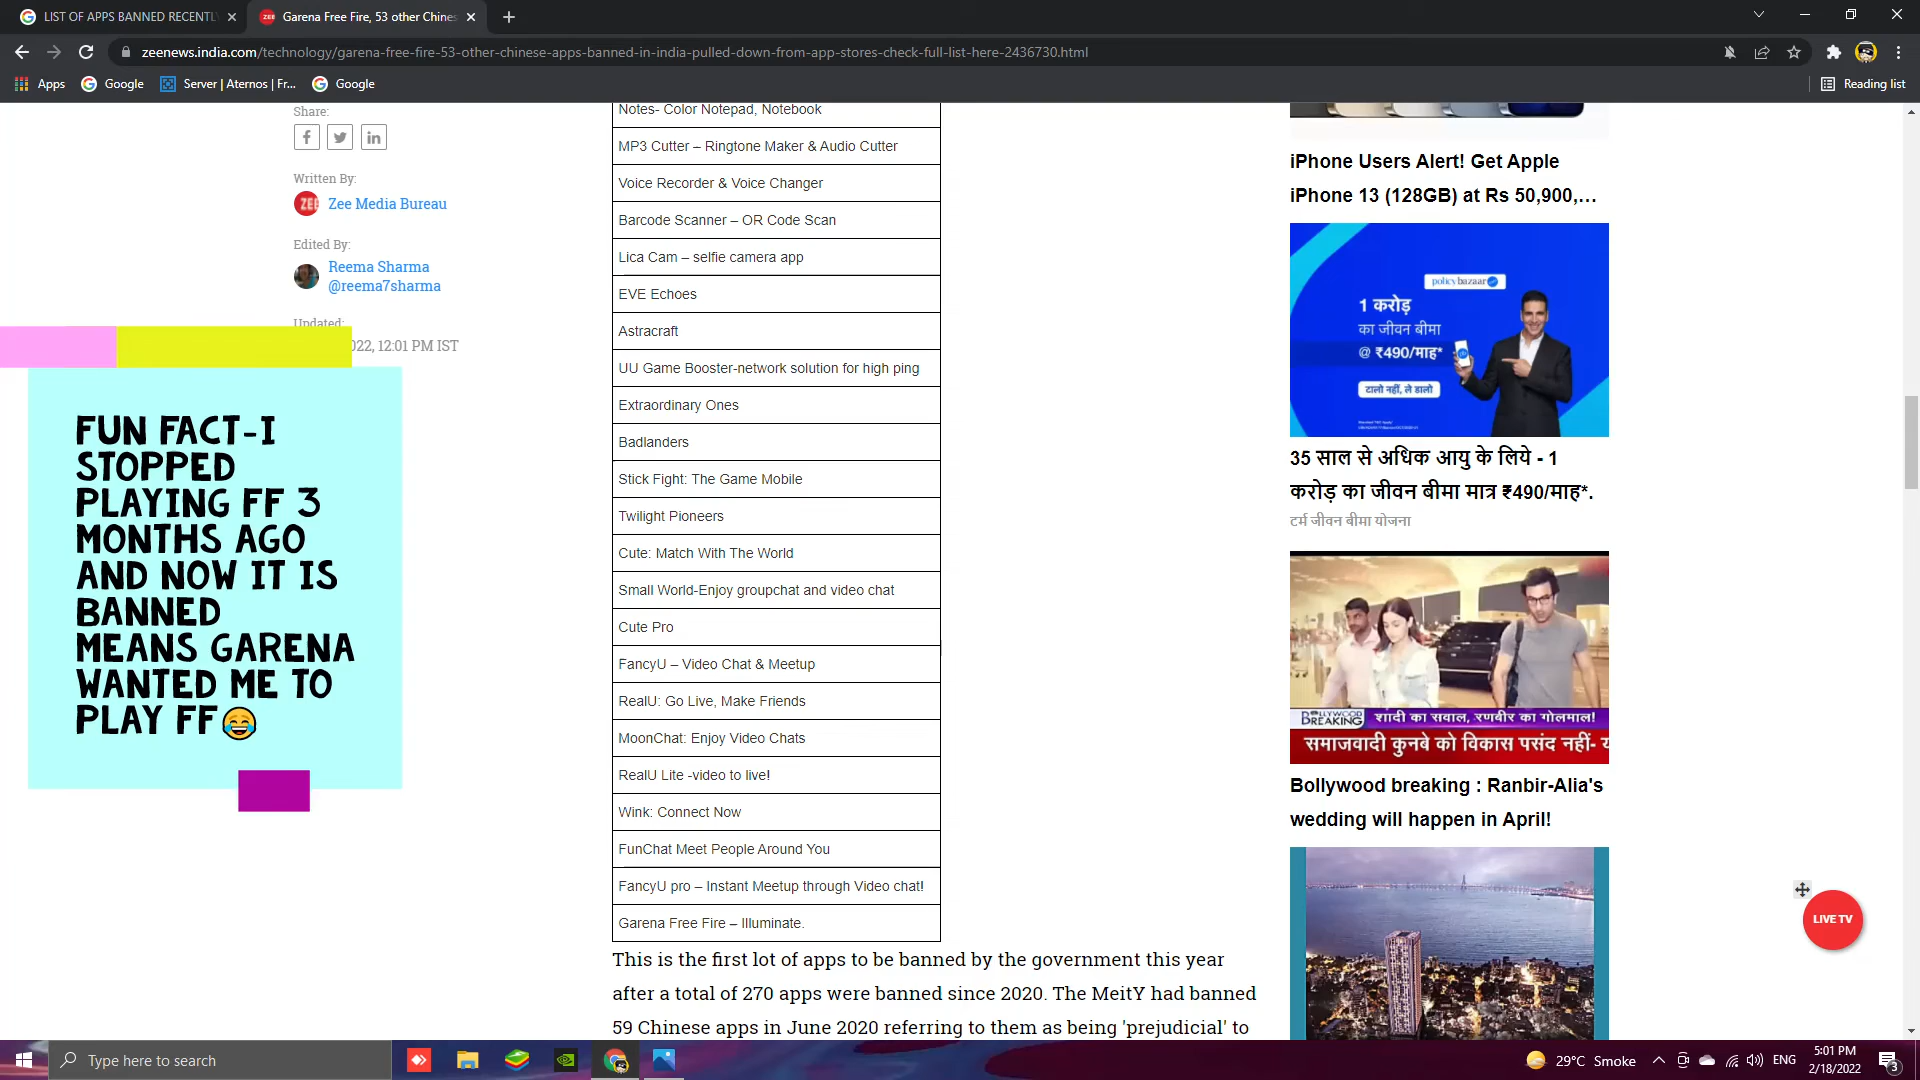 LIST OF APPS BANNED RECENTLY
Garena Free Fire, 53 other Chines
zeenews.india.com/technology/garena-free-fire-53-other-chinese-apps-banned-in-india-pulled-down-from-app-stores-check-full-list-here-2436730.html
Apps
Google
Server | Aternos | Fr...
Google
Reading list
Share:
Written By:
ZEE
Zee Media Bureau
Edited By:
Reema Sharma
@reema7sharma
Updated:
022, 12:01 PM IST
FUN FACT-I
STOPPED
PLAYING FF 3
MONTHS AGO
AND NOW IT IS
BANNED
MEANS GARENA
WANTED ME TO
PLAY FF😂
Notes- Color Notepad, Notebook
MP3 Cutter – Ringtone Maker & Audio Cutter
Voice Recorder & Voice Changer
Barcode Scanner – OR Code Scan
Lica Cam – selfie camera app
EVE Echoes
Astracraft
UU Game Booster-network solution for high ping
Extraordinary Ones
Badlanders
Stick Fight: The Game Mobile
Twilight Pioneers
Cute: Match With The World
Small World-Enjoy groupchat and video chat
Cute Pro
FancyU – Video Chat & Meetup
RealU: Go Live, Make Friends
MoonChat: Enjoy Video Chats
RealU Lite -video to live!
Wink: Connect Now
FunChat Meet People Around You
FancyU pro – Instant Meetup through Video chat!
Garena Free Fire – Illuminate.
This is the first lot of apps to be banned by the government this year
after a total of 270 apps were banned since 2020. The MeitY had banned
59 Chinese apps in June 2020 referring to them as being 'prejudicial' to
iPhone Users Alert! Get Apple
iPhone 13 (128GB) at Rs 50,900,...
policybazaar
1 करोड़
का जीवन बीमा
@ ₹490/माह*
टालो नहीं, ले डालो
35 साल से अधिक आयु के लिये - 1
करोड़ का जीवन बीमा मात्र ₹490/माह*.
टर्म जीवन बीमा योजना
BOLLYWOOD
BREAKING
शादी का सवाल, रणबीर का गोलमाल!
समाजवादी कुनबे को विकास पसंद नहीं-
Bollywood breaking : Ranbir-Alia's
wedding will happen in April!
LIVE TV
Type here to search
29°C Smoke
ENG
5:01 PM
2/18/2022
3